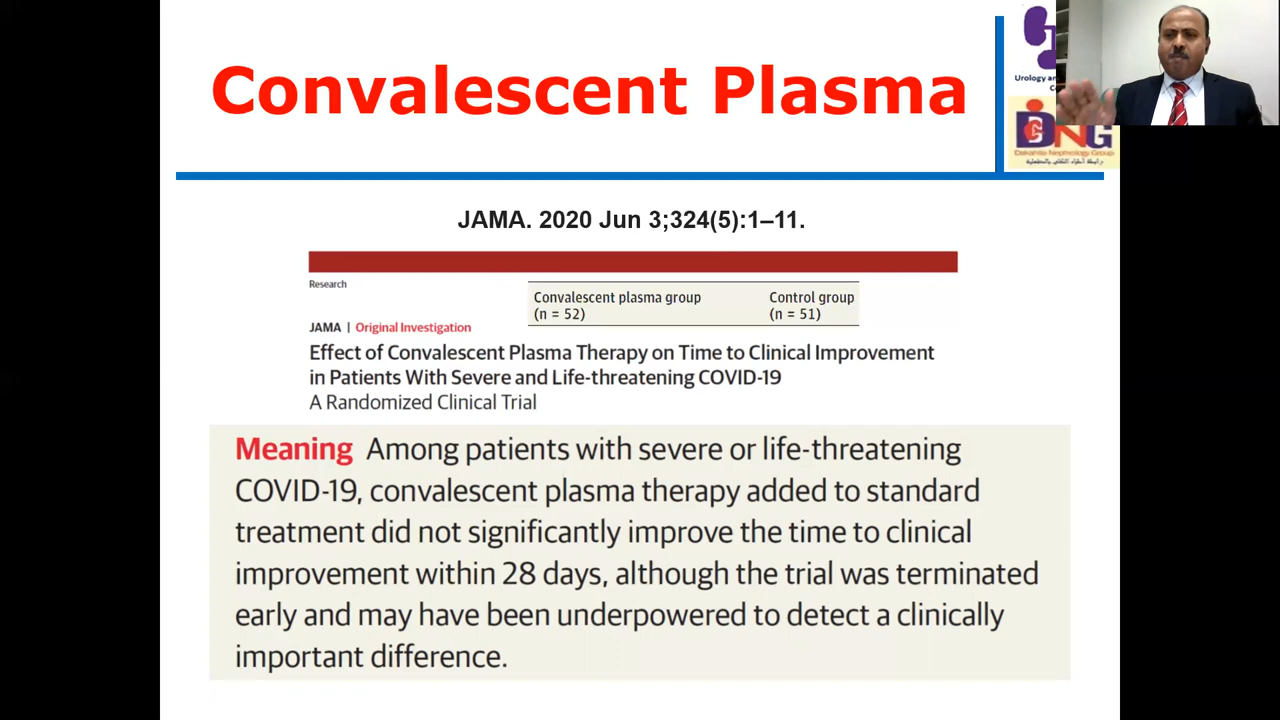 Convalescent Plasma
Urology an
DNG
Dakahlia Nephrology Group
JAMA. 2020 Jun 3;324(5):1–11.
Research
Convalescent plasma group
(n = 52)
Control group
(n = 51)
JAMA | Original Investigation
Effect of Convalescent Plasma Therapy on Time to Clinical Improvement
in Patients With Severe and Life-threatening COVID-19
A Randomized Clinical Trial
Meaning Among patients with severe or life-threatening
COVID-19, convalescent plasma therapy added to standard
treatment did not significantly improve the time to clinical
improvement within 28 days, although the trial was terminated
early and may have been underpowered to detect a clinically
important difference.